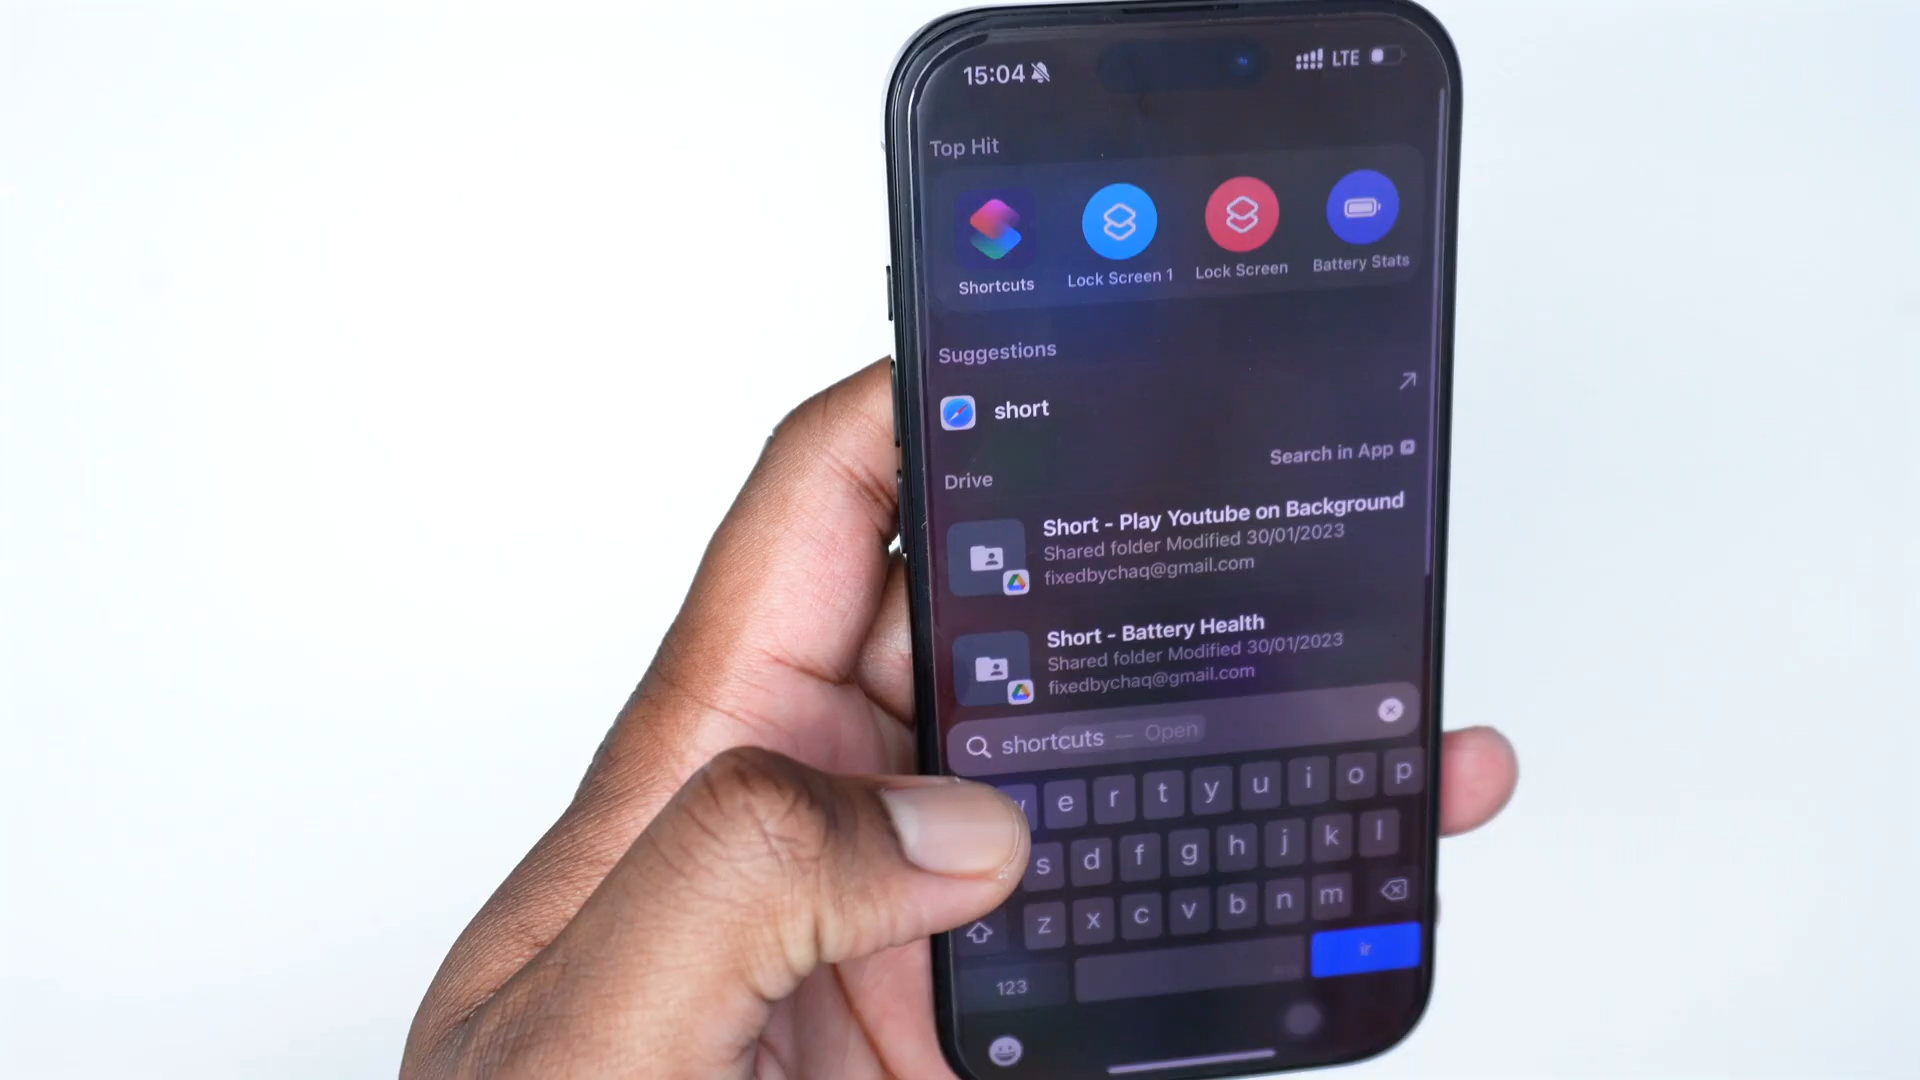 15:04 LTE
Top Hit
Shortcuts Lock Screen 1 Lock Screen Battery Stats
Suggestions
short
Search in App
Drive
Short - Play Youtube on Background
Shared folder Modified 30/01/2023
fixedbychaq@gmail.com
Short - Battery Health
Shared folder Modified 30/01/2023
fixedbychaq@gmail.com
shortcuts — Open
w e r t y u i o p
s d f g h j k l
z x c v b n m
123 ir